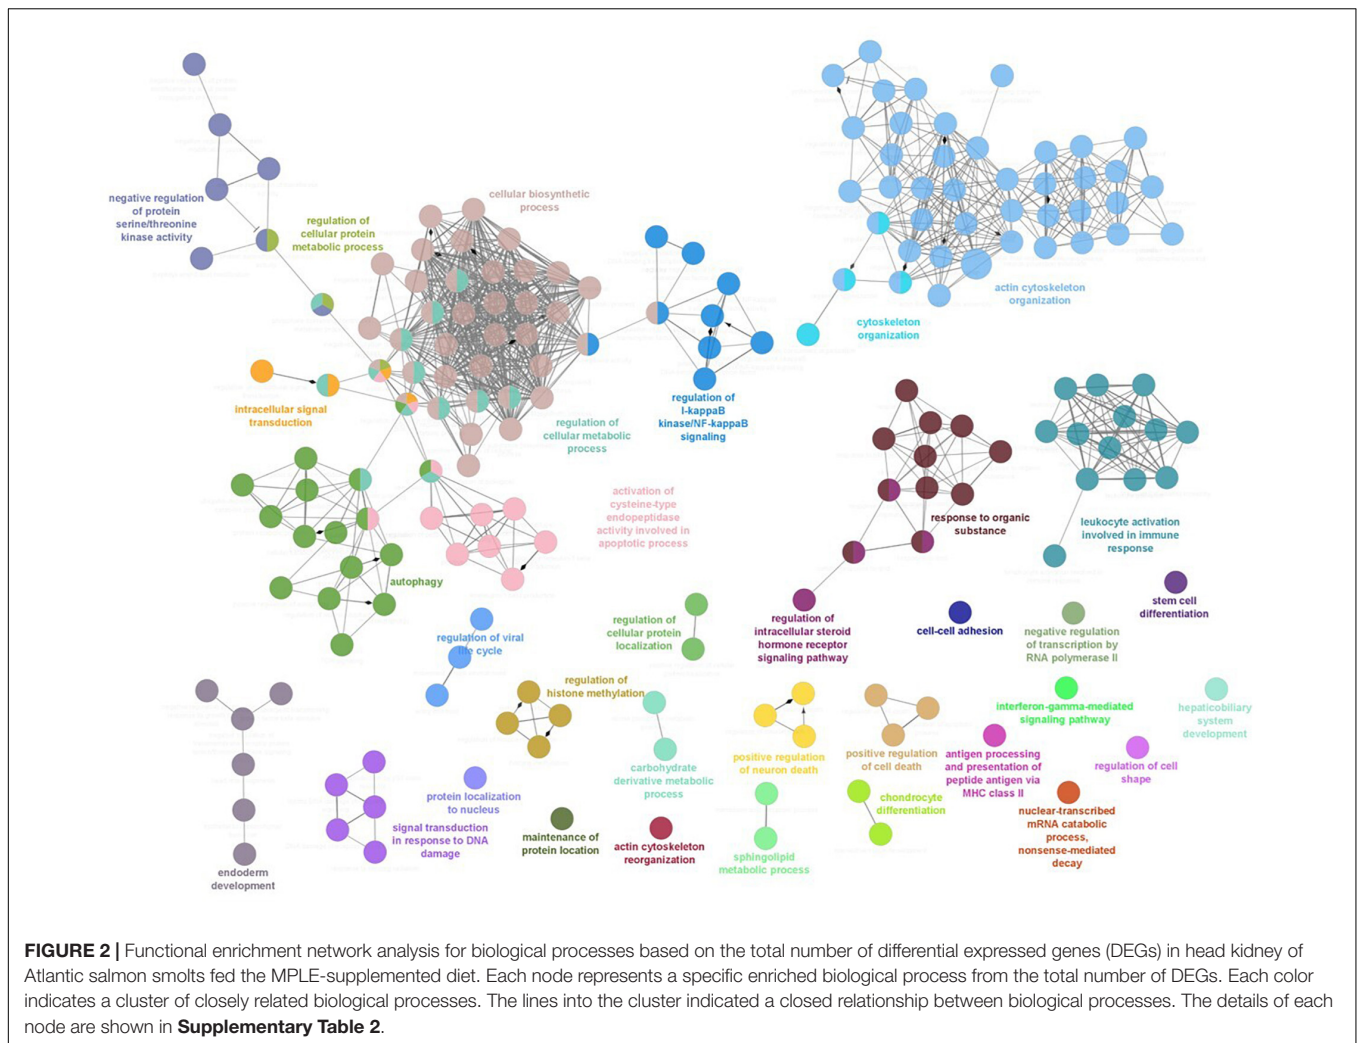 cellular biosynthetic
process
negative regulation
of protein
serine/threonine
kinase activity
regulation of
cellular protein
metabolic process
actin cytoskeleton
organization
cytoskeleton
organization
intracellular signal
transduction
regulation of
I-kappaB
kinase/NF-kappaB
signaling
regulation of
cellular metabolic
process
activation of
cysteine-type
endopeptidase
activity involved in
apoptotic process
response to organic
substance
leukocyte activation
involved in immune
response
autophagy
stem cell
differentiation
regulation of viral
life cycle
regulation of
cellular protein
localization
regulation of
intracellular steroid
hormone receptor
signaling pathway
cell-cell adhesion
negative regulation
of transcription by
RNA polymerase II
regulation of
histone methylation
interferon-gamma-mediated
signaling pathway
hepaticobiliary
system
development
carbohydrate
derivative metabolic
process
positive regulation
of neuron death
positive regulation
of cell death
antigen processing
and presentation of
peptide antigen via
MHC class II
regulation of cell
shape
protein localization
to nucleus
chondrocyte
differentiation
nuclear-transcribed
mRNA catabolic
process,
nonsense-mediated
decay
signal transduction
in response to DNA
damage
maintenance of
protein location
actin cytoskeleton
reorganization
sphingolipid
metabolic process
endoderm
development
FIGURE 2 | Functional enrichment network analysis for biological processes based on the total number of differential expressed genes (DEGs) in head kidney of
Atlantic salmon smolts fed the MPLE-supplemented diet. Each node represents a specific enriched biological process from the total number of DEGs. Each color
indicates a cluster of closely related biological processes. The lines into the cluster indicated a closed relationship between biological processes. The details of each
node are shown in Supplementary Table 2.